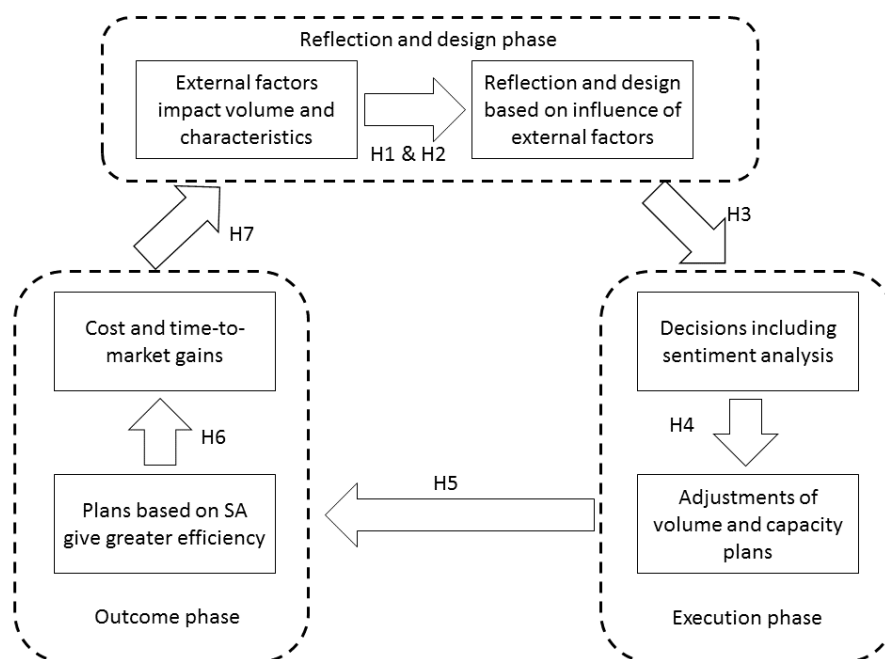 Reflection and design phase
External factors
impact volume and
characteristics
H1 & H2
Reflection and design
based on influence of
external factors
H3
Decisions including
sentiment analysis
H4
Adjustments of
volume and capacity
plans
Execution phase
H5
Plans based on SA
give greater efficiency
Outcome phase
H6
Cost and time-to-
market gains
H7